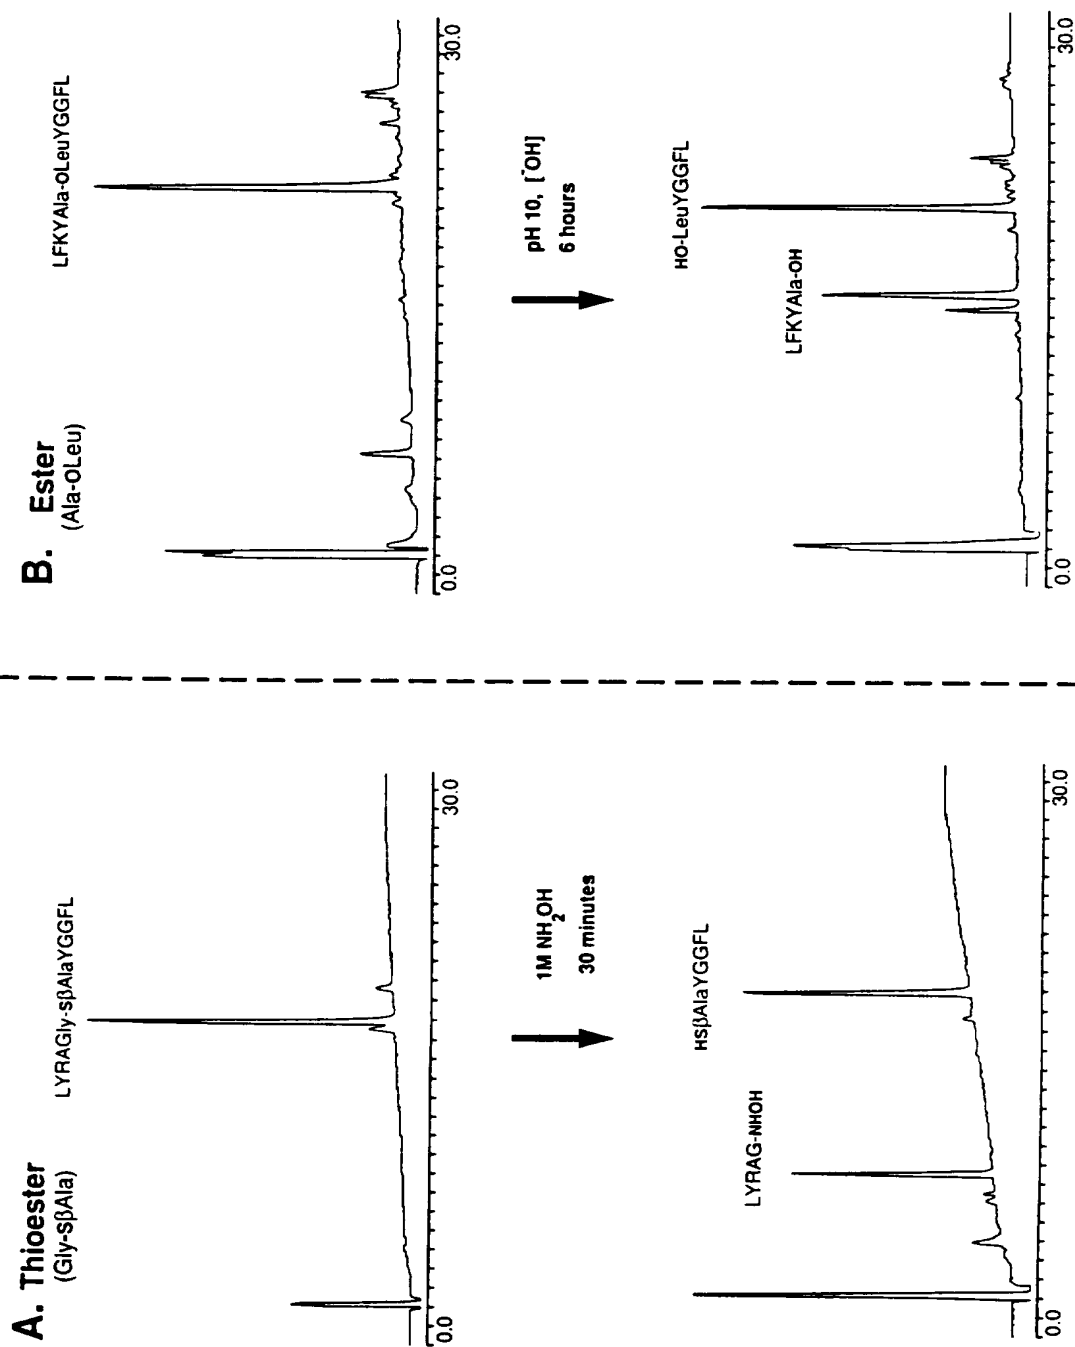 A. Thioester
(Gly-sβAla)
LYRAGly-sβAlaYGGFL
0.0
30.0
1M NH2OH
30 minutes
HSβAlaYGGFL
LYRAG-NHOH
0.0
30.0
B. Ester
(Ala-OLeu)
LFKYAla-OLeuYGGFL
0.0
30.0
pH 10, [-OH]
6 hours
HO-LeuYGGFL
LFKYAla-OH
0.0
30.0